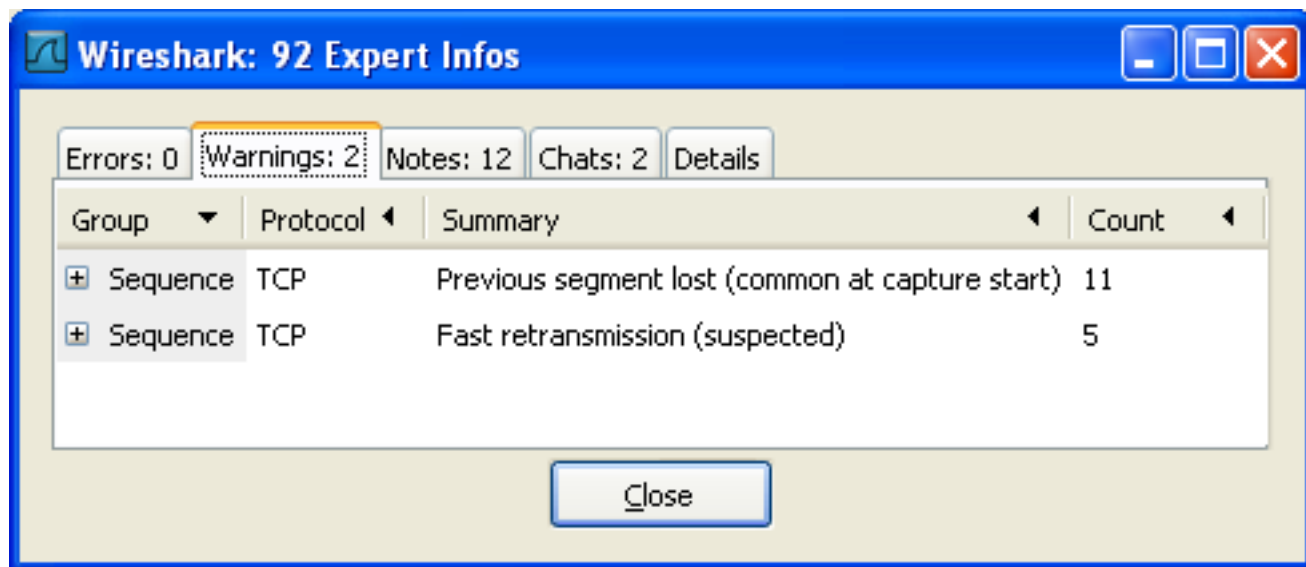 Wireshark: 92 Expert Infos
Errors: 0 Warnings: 2 Notes: 12 Chats: 2 Details
Group Protocol Summary Count
Sequence TCP Previous segment lost (common at capture start) 11
Sequence TCP Fast retransmission (suspected) 5
Close